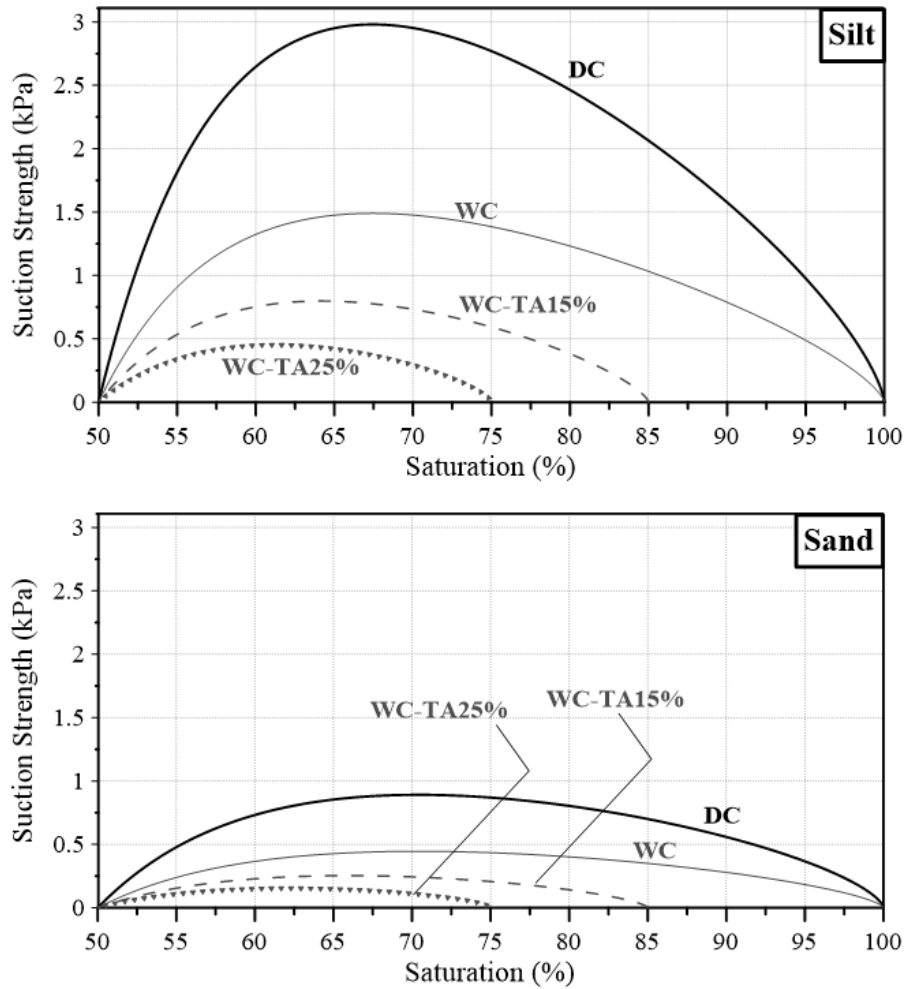 Silt
Suction Strength (kPa)
3
2.5
2
1.5
1
0.5
0
DC
WC
WC-TA15%
WC-TA25%
50 55 60 65 70 75 80 85 90 95 100
Saturation (%)
Sand
Suction Strength (kPa)
3
2.5
2
1.5
1
0.5
0
WC-TA25%
WC-TA15%
DC
WC
50 55 60 65 70 75 80 85 90 95 100
Saturation (%)